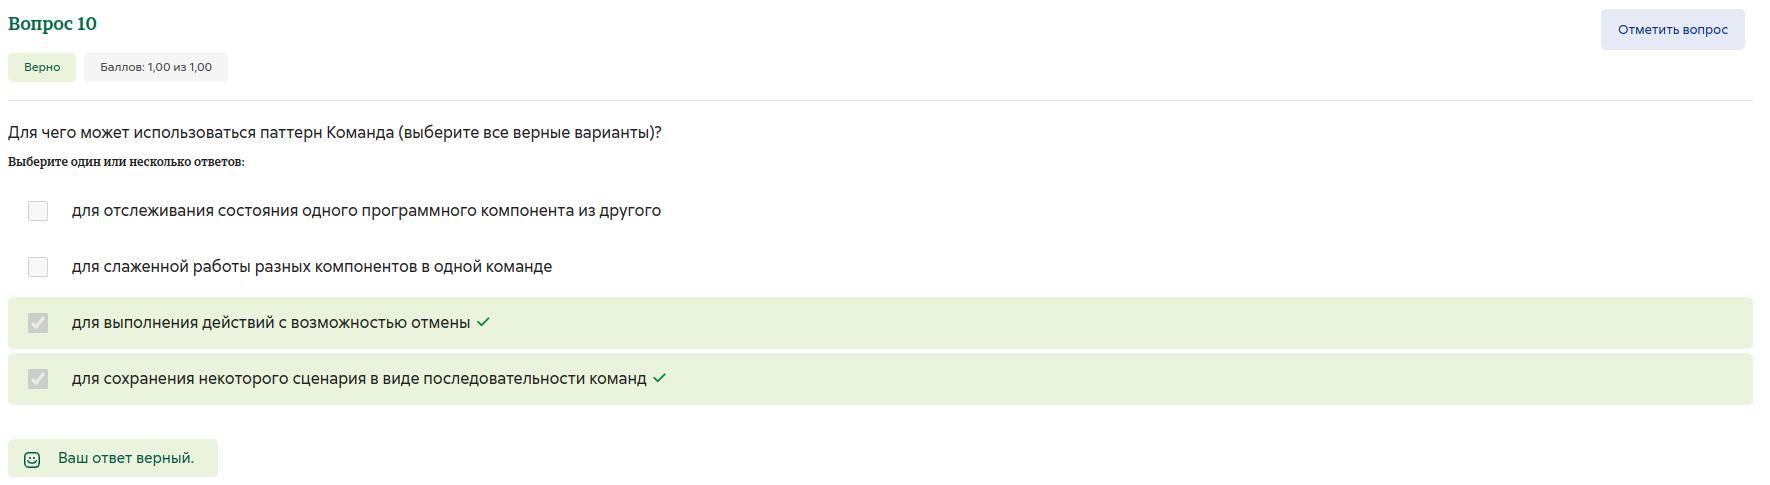 Вопрос 10
Отметить вопрос
Верно
Баллов: 1,00 из 1,00
Для чего может использоваться паттерн Команда (выберите все верные варианты)?
Выберите один или несколько ответов:
для отслеживания состояния одного программного компонента из другого
для слаженной работы разных компонентов в одной команде
для выполнения действий с возможностью отмены
для сохранения некоторого сценария в виде последовательности команд
Ваш ответ верный.